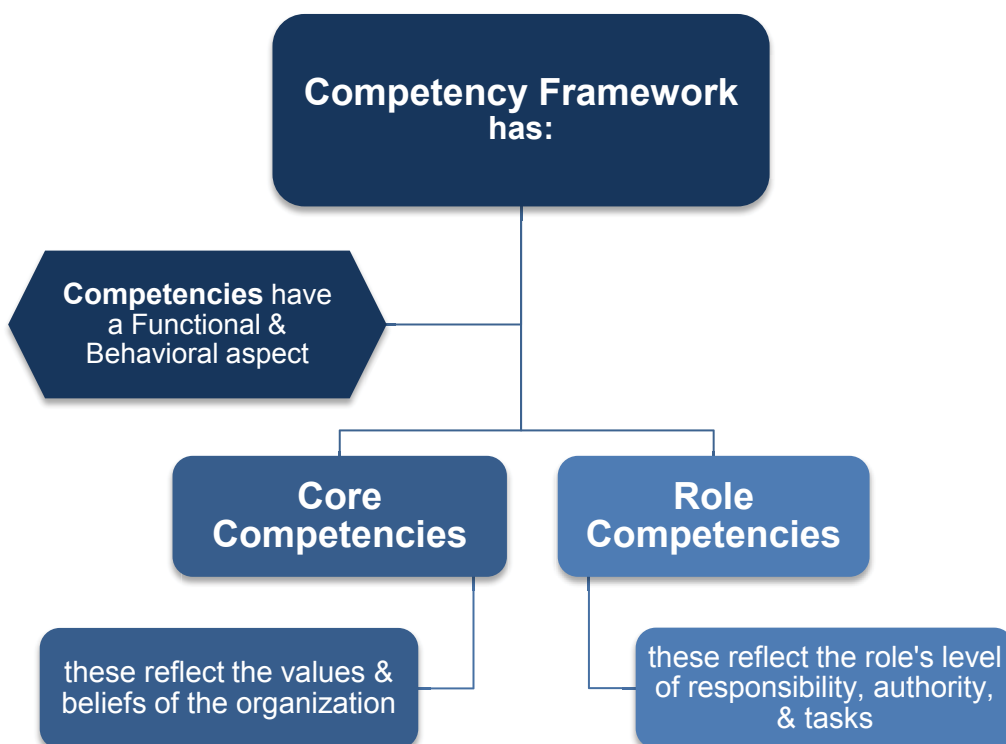 Competency Framework
has:
Competencies have
a Functional &
Behavioral aspect
Core
Competencies
Role
Competencies
these reflect the values &
beliefs of the organization
these reflect the role's level
of responsibility, authority,
& tasks